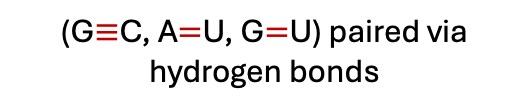 (G≡C, A=U, G=U) paired via
hydrogen bonds